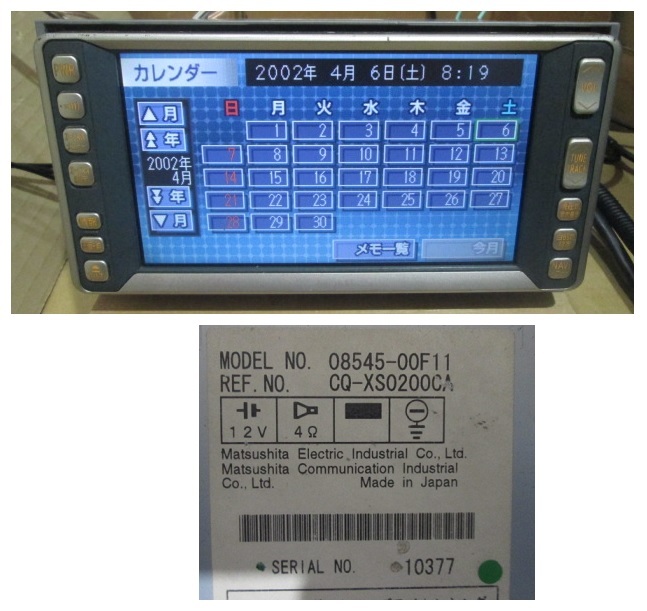 カレンダー 2002年 4月 6日(土) 8:19
▲月 日 月 火 水 木 金 土
年 1 2 3 4 5 6
2002年 7 8 9 10 11 12 13
4月 14 15 16 17 18 19 20
年 21 22 23 24 25 26 27
▼月 28 29 30
メモ一覧 今月
MODEL NO. 08545-00F11
REF.NO. CQ-XS0200CA
12V 4Ω
Matsushita Electric Industrial Co., Ltd.
Matsushita Communication Industrial
Co., Ltd. Made in Japan
SERIAL NO. 10377